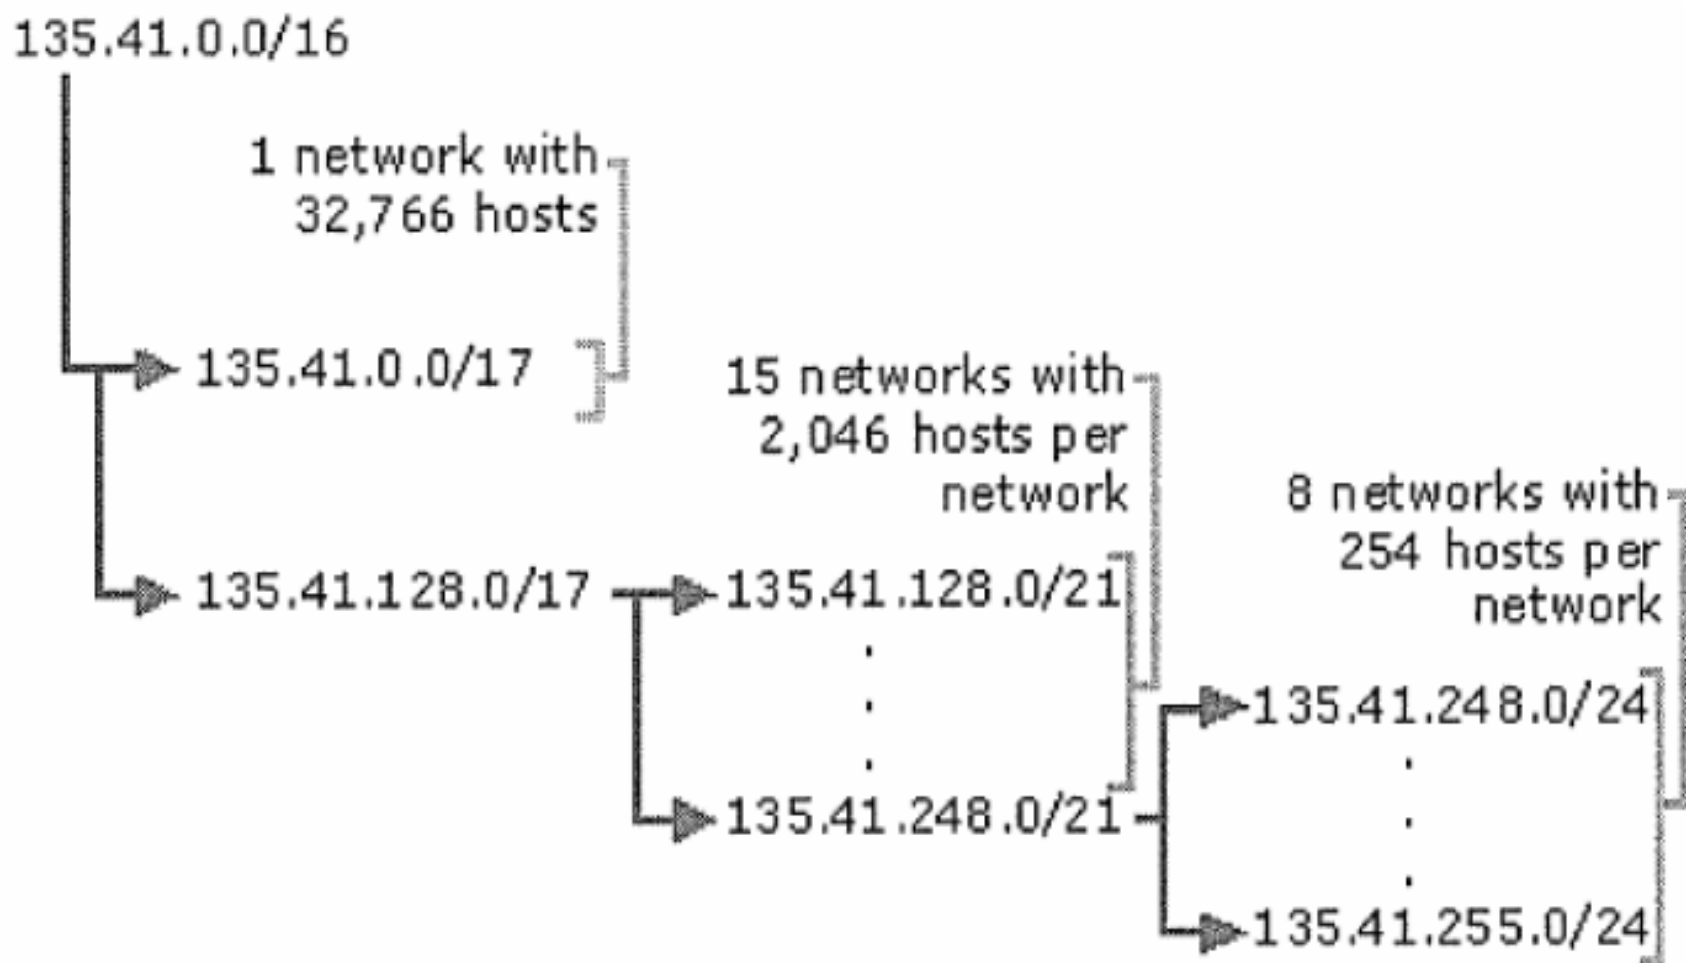 135.41.0.0/16
1 network with
32,766 hosts
135.41.0.0/17
15 networks with
2,046 hosts per
network
8 networks with
254 hosts per
network
135.41.128.0/17
135.41.128.0/21
.
.
.
135.41.248.0/21
135.41.248.0/24
.
.
.
135.41.255.0/24